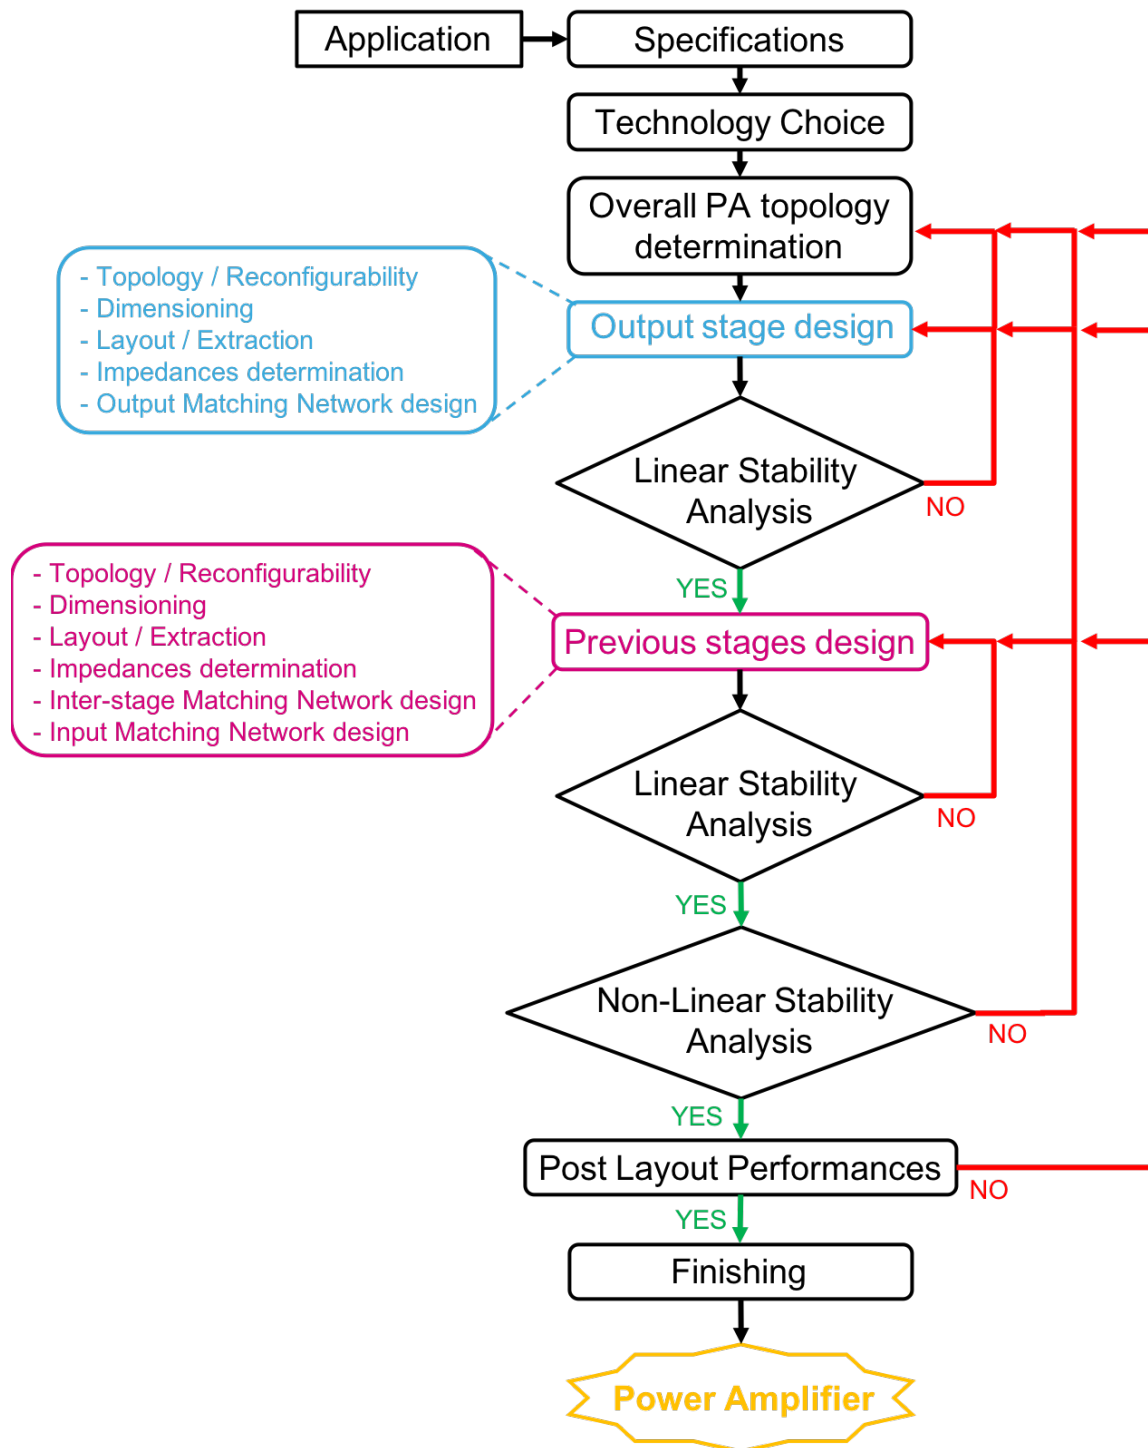 Application
Specifications
Technology Choice
Overall PA topology
determination
- Topology / Reconfigurability
- Dimensioning
- Layout / Extraction
- Impedances determination
- Output Matching Network design
Output stage design
Linear Stability
Analysis
NO
YES
- Topology / Reconfigurability
- Dimensioning
- Layout / Extraction
- Impedances determination
- Inter-stage Matching Network design
- Input Matching Network design
Previous stages design
Linear Stability
Analysis
NO
YES
Non-Linear Stability
Analysis
NO
YES
Post Layout Performances
NO
YES
Finishing
Power Amplifier